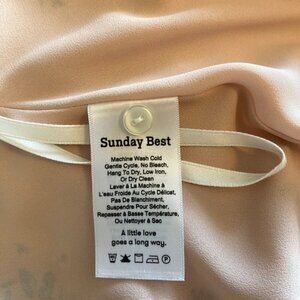 Sunday Best
Machine Wash Cold
Gentle Cycle, No Bleach,
Hang To Dry, Low Iron,
Or Dry Clean
Laver à La Machine à
L'eau Froide Au Cycle Délicat,
Pas De Blanchiment,
Suspendre Pour Sécher,
Repasser à Basse Température,
Ou Nettoyer à Sec
A little love
goes a long way.